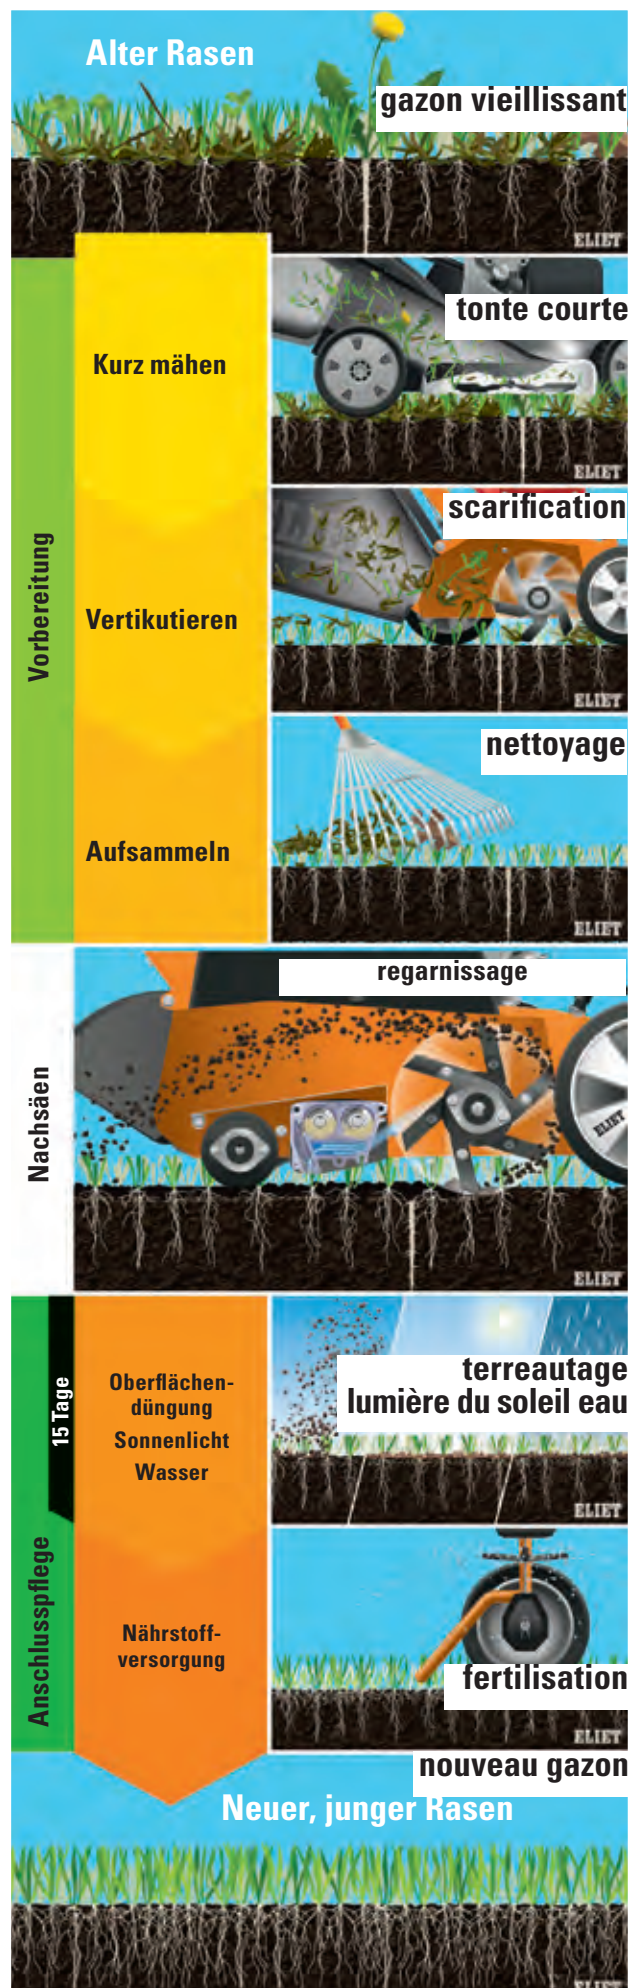 Alter Rasen
gazon vieillissant
ELIET
Vorbereitung
Kurz mähen
tonte courte
ELIET
Vertikutieren
scarification
ELIET
Aufsammeln
nettoyage
ELIET
Nachsäen
regarnissage
ELIET
ELIET
Anschlusspflege
15 Tage
Oberflächen-
düngung
Sonnenlicht
Wasser
terreautage
lumière du soleil eau
ELIET
Nährstoff-
versorgung
fertilisation
ELIET
nouveau gazon
Neuer, junger Rasen
ELIET